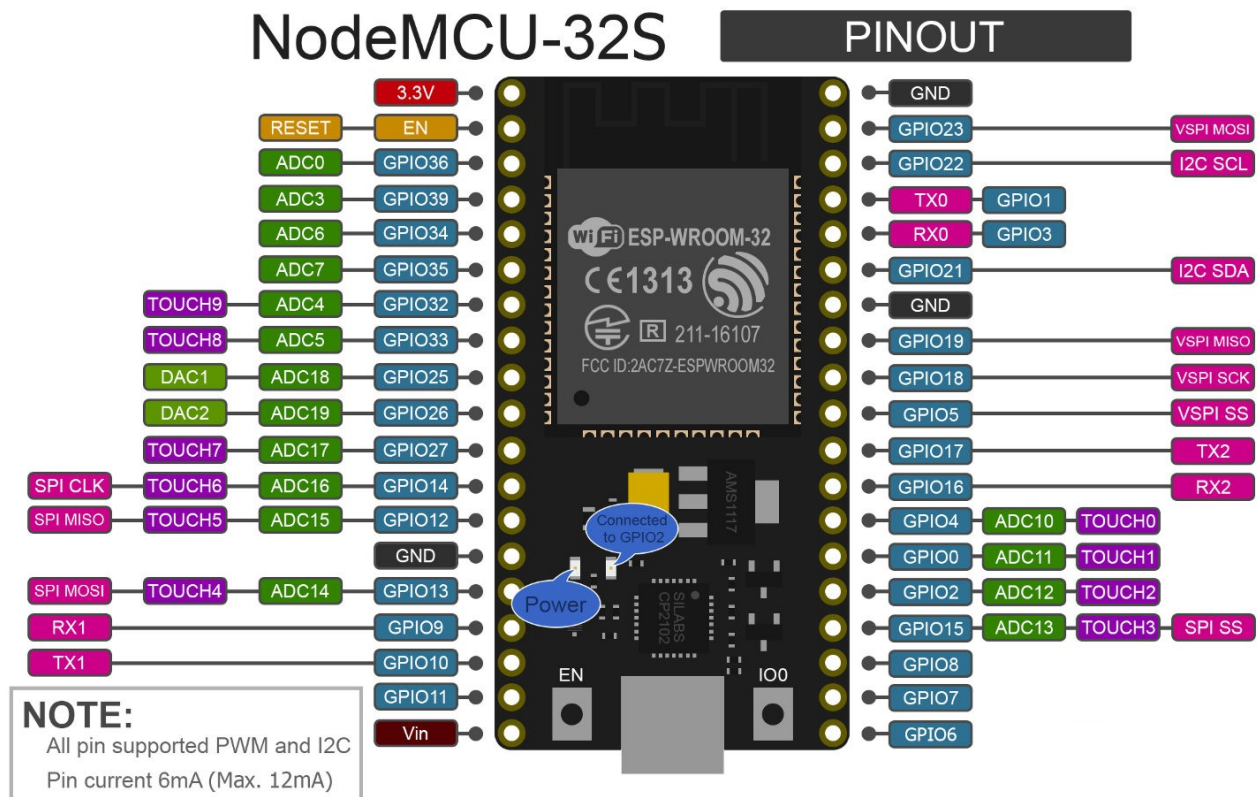 NodeMCU-32S PINOUT
3.3V GND
RESET EN GPIO23 VSPI MOSI
ADC0 GPIO36 GPIO22 I2C SCL
ADC3 GPIO39 TX0 GPIO1
ADC6 GPIO34 RX0 GPIO3
ADC7 GPIO35 GPIO21 I2C SDA
TOUCH9 ADC4 GPIO32 GND
TOUCH8 ADC5 GPIO33 GPIO19 VSPI MISO
DAC1 ADC18 GPIO25 GPIO18 VSPI SCK
DAC2 ADC19 GPIO26 GPIO5 VSPI SS
TOUCH7 ADC17 GPIO27 GPIO17 TX2
SPI CLK TOUCH6 ADC16 GPIO14 GPIO16 RX2
SPI MISO TOUCH5 ADC15 GPIO12 GPIO4 ADC10 TOUCH0
GND GPIO0 ADC11 TOUCH1
SPI MOSI TOUCH4 ADC14 GPIO13 GPIO2 ADC12 TOUCH2
RX1 GPIO9 GPIO15 ADC13 TOUCH3 SPI SS
TX1 GPIO10 GPIO8
GPIO11 GPIO7
Vin GPIO6
WiFi ESP-WROOM-32
CE1313
R 211-16107
FCC ID:2AC7Z-ESPWROOM32
AMS1117
Connected
to GPIO2
Power
SILABS
CP2102
EN IO0
NOTE:
All pin supported PWM and I2C
Pin current 6mA (Max. 12mA)